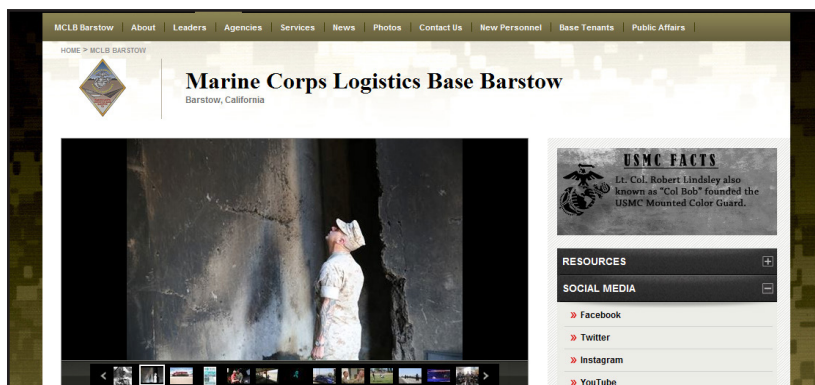 MCLB Barstow About Leaders Agencies Services News Photos Contact Us New Personnel Base Tenants Public Affairs
HOME > MCLB BARSTOW
Marine Corps Logistics Base Barstow
Barstow, California
USMC FACTS
Lt. Col. Robert Lindsley also
known as "Col Bob" founded the
USMC Mounted Color Guard.
RESOURCES
SOCIAL MEDIA
» Facebook
» Twitter
» Instagram
» YouTube